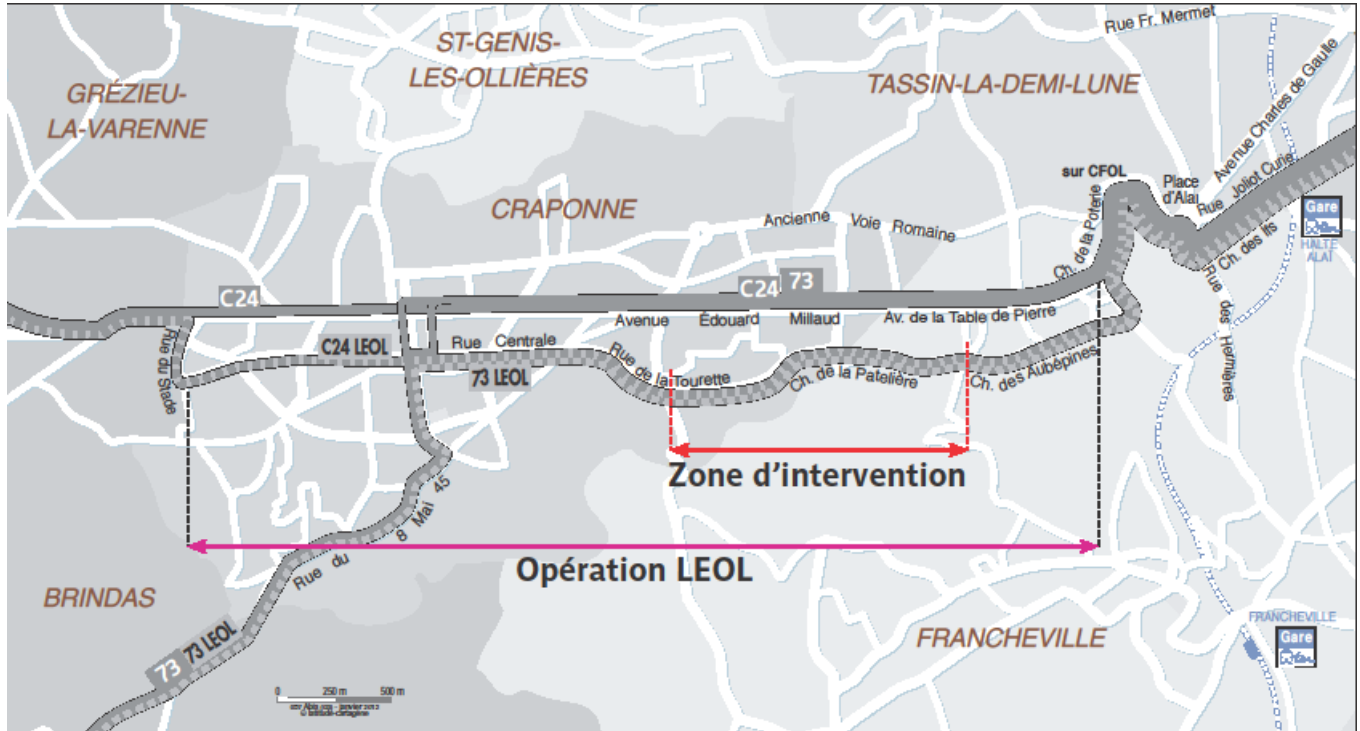 Rue Fr. Mermet
ST-GENIS-
LES-OLLIÈRES
GRÉZIEU-
LA-VARENNE
TASSIN-LA-DEMI-LUNE
Avenue Charles de Gaulle
sur CFOL
Place
d'Alaï
Rue Joliot Curie
CRAPONNE
Ancienne Voie Romaine
Ch. de la Poterie
Gare
HALTE
ALAÏ
Ch. des Ifs
Rue des Hermières
C24
C24
73
Avenue Édouard Millaud
Av. de la Table de Pierre
Rue du Stade
C24 LEOL
Rue Centrale
73 LEOL
Rue de la Tourette
Ch. de la Patelière
Ch. des Aubépines
Zone d'intervention
Rue du 8 Mai 45
Opération LEOL
BRINDAS
FRANCHEVILLE
FRANCHEVILLE
Gare
73
73 LEOL
0 250 m 500 m
janvier 2012
© latitude-cartagène